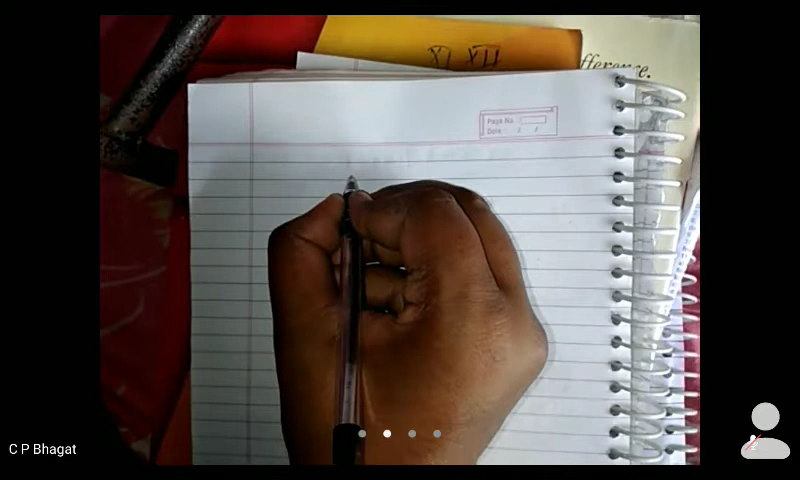 XI XII
fference.
Page No.
Date : / /
C P Bhagat